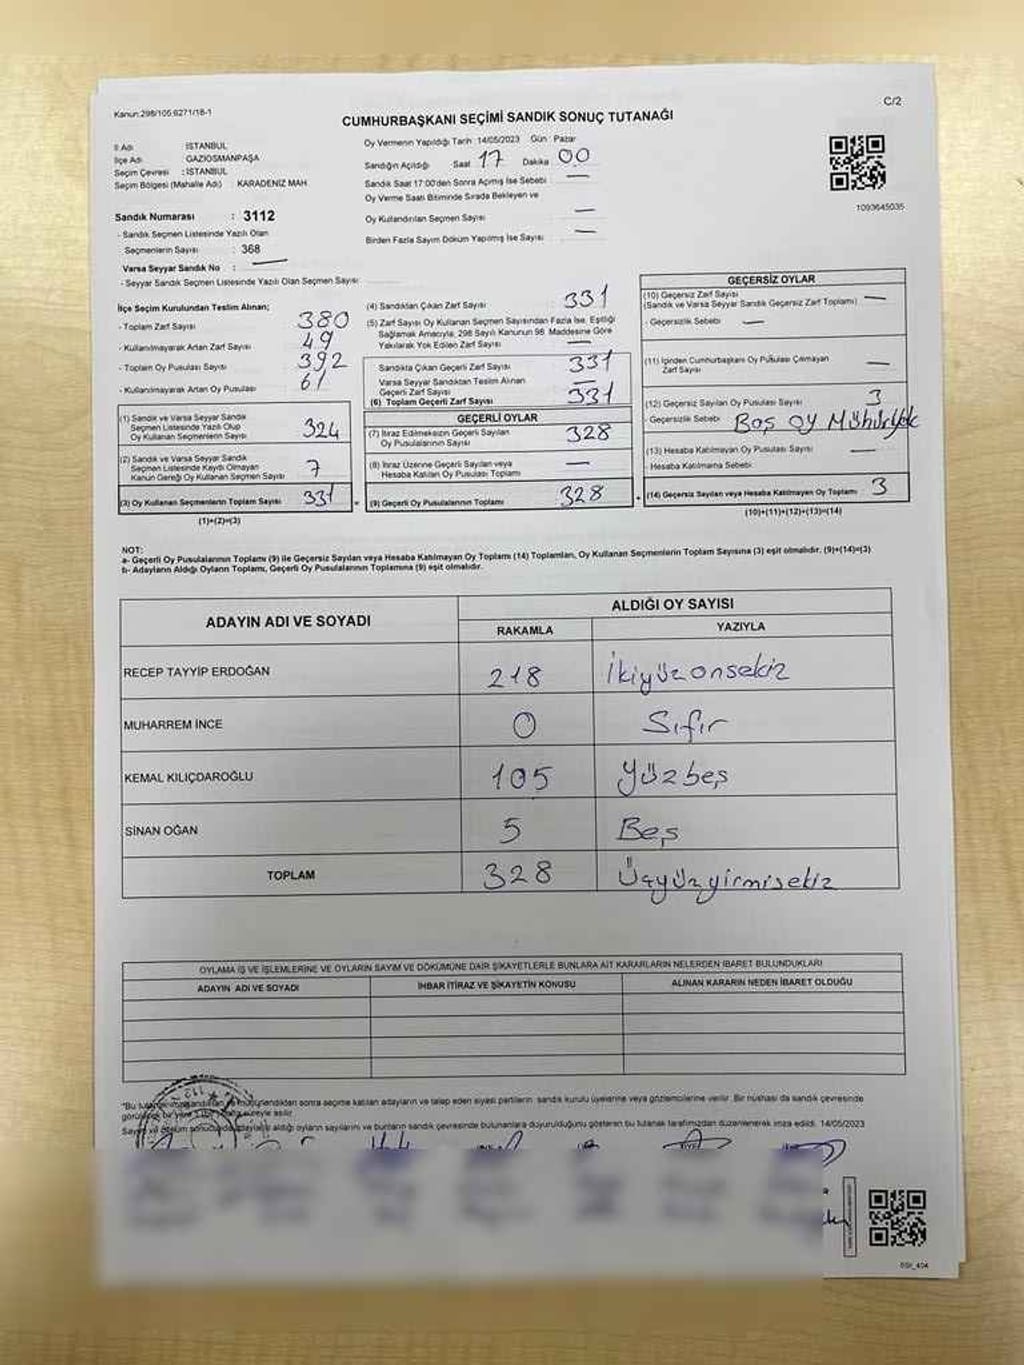 Kanun:298/105;6271/18-1
C/2
CUMHURBAŞKANI SEÇİMİ SANDIK SONUÇ TUTANAĞI
İl Adı : İSTANBUL
İlçe Adı : GAZİOSMANPAŞA
Seçim Çevresi : İSTANBUL
Seçim Bölgesi (Mahalle Adı) : KARADENİZ MAH
Sandık Numarası : 3112
- Sandık Seçmen Listesinde Yazılı Olan
Seçmenlerin Sayısı : 368
Varsa Seyyar Sandık No : —
- Seyyar Sandık Seçmen Listesinde Yazılı Olan Seçmen Sayısı
Oy Vermenin Yapıldığı Tarih :14/05/2023 Gün : Pazar
Sandığın Açıldığı Saat 17 Dakika 00
Sandık Saat 17:00'den Sonra Açılmış İse Sebebi —
Oy Verme Saati Bitiminde Sırada Bekleyen ve
Oy Kullandırılan Seçmen Sayısı —
Birden Fazla Sayım Döküm Yapılmış İse Sayısı —
1093645035
İlçe Seçim Kurulundan Teslim Alınan;
- Toplam Zarf Sayısı 380
- Kullanılmayarak Artan Zarf Sayısı 49
- Toplam Oy Pusulası Sayısı 392
- Kullanılmayarak Artan Oy Pusulası 61
(1) Sandık ve Varsa Seyyar Sandık
Seçmen Listesinde Yazılı Olup
Oy Kullanan Seçmenlerin Sayısı 324
(2) Sandık ve Varsa Seyyar Sandık
Seçmen Listesinde Kaydı Olmayan
Kanun Gereği Oy Kullanan Seçmen Sayısı 7
(3) Oy Kullanan Seçmenlerin Toplam Sayısı 331
(1)+(2)=(3)
(4) Sandıktan Çıkan Zarf Sayısı 331
(5) Zarf Sayısı Oy Kullanan Seçmen Sayısından Fazla İse, Eşitliği
Sağlamak Amacıyla, 298 Sayılı Kanunun 98. Maddesine Göre
Yakılarak Yok Edilen Zarf Sayısı —
Sandıkta Çıkan Geçerli Zarf Sayısı 331
Varsa Seyyar Sandıktan Teslim Alınan
Geçerli Zarf Sayısı —
(6) Toplam Geçerli Zarf Sayısı 331
GEÇERLİ OYLAR
(7) İtiraz Edilmeksizin Geçerli Sayılan
Oy Pusulalarının Sayısı 328
(8) İtiraz Üzerine Geçerli Sayılan veya
Hesaba Katılan Oy Pusulası Toplamı —
(9) Geçerli Oy Pusulalarının Toplamı 328
GEÇERSİZ OYLAR
(10) Geçersiz Zarf Sayısı
(Sandık ve Varsa Seyyar Sandık Geçersiz Zarf Toplamı) —
- Geçersizlik Sebebi : —
(11) İçinden Cumhurbaşkanı Oy Pusulası Çıkmayan
Zarf Sayısı —
(12) Geçersiz Sayılan Oy Pusulası Sayısı 3
- Geçersizlik Sebebi : Boş oy Mühür Yok
(13) Hesaba Katılmayan Oy Pusulası Sayısı —
- Hesaba Katılmama Sebebi
(14) Geçersiz Sayılan veya Hesaba Katılmayan Oy Toplamı 3
(10)+(11)+(12)+(13)=(14)
NOT:
a- Geçerli Oy Pusulalarının Toplamı (9) ile Geçersiz Sayılan veya Hesaba Katılmayan Oy Toplamı (14) Toplamları, Oy Kullanan Seçmenlerin Toplam Sayısına (3) eşit olmalıdır. (9)+(14)=(3)
b- Adayların Aldığı Oyların Toplamı, Geçerli Oy Pusulalarının Toplamına (9) eşit olmalıdır.
ADAYIN ADI VE SOYADI
ALDIĞI OY SAYISI
RAKAMLA YAZIYLA
RECEP TAYYİP ERDOĞAN 218 İkiyüzonsekiz
MUHARREM İNCE 0 Sıfır
KEMAL KILIÇDAROĞLU 105 Yüzbeş
SİNAN OĞAN 5 Beş
TOPLAM 328 Üçyüzyirmisekiz
OYLAMA İŞ VE İŞLEMLERİNE VE OYLARIN SAYIM VE DÖKÜMÜNE DAİR ŞİKAYETLERLE BUNLARA AİT KARARLARIN NELERDEN İBARET BULUNDUKLARI
ADAYIN ADI VE SOYADI İHBAR İTİRAZ VE ŞİKAYETİN KONUSU ALINAN KARARIN NEDEN İBARET OLDUĞU
sonra seçime katılan adayların ve talep eden siyasi partilerin sandık kurulu üyelerine veya gözlemcilerine verilir. Bir nüshası da sandık çevresinde
süreyle asılır
aldığı oyların sayılarını ve bunların sandık çevresinde bulunanlara duyurulduğunu gösteren bu tutanak tarafımızdan düzenlenerek imza edildi. 14/05/2023